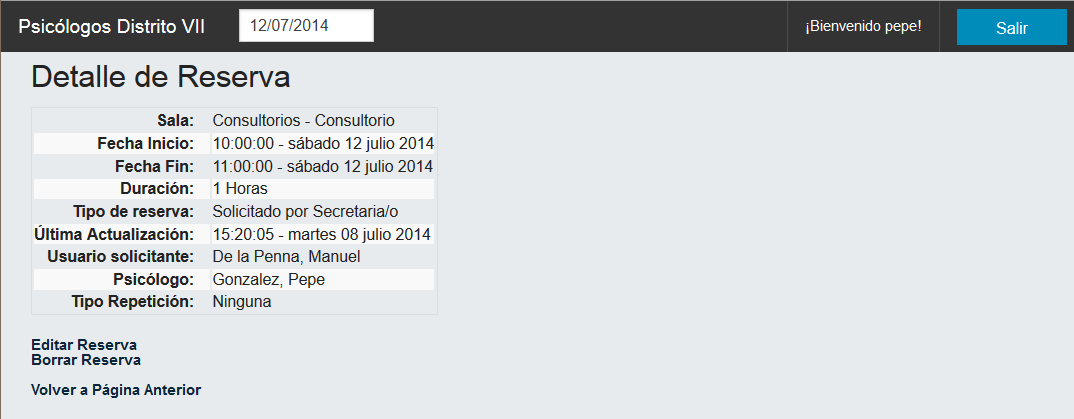 Psicólogos Distrito VII 12/07/2014 ¡Bienvenido pepe! Salir
Detalle de Reserva
Sala: Consultorios - Consultorio
Fecha Inicio: 10:00:00 - sábado 12 julio 2014
Fecha Fin: 11:00:00 - sábado 12 julio 2014
Duración: 1 Horas
Tipo de reserva: Solicitado por Secretaria/o
Última Actualización: 15:20:05 - martes 08 julio 2014
Usuario solicitante: De la Penna, Manuel
Psicólogo: Gonzalez, Pepe
Tipo Repetición: Ninguna
Editar Reserva
Borrar Reserva
Volver a Página Anterior